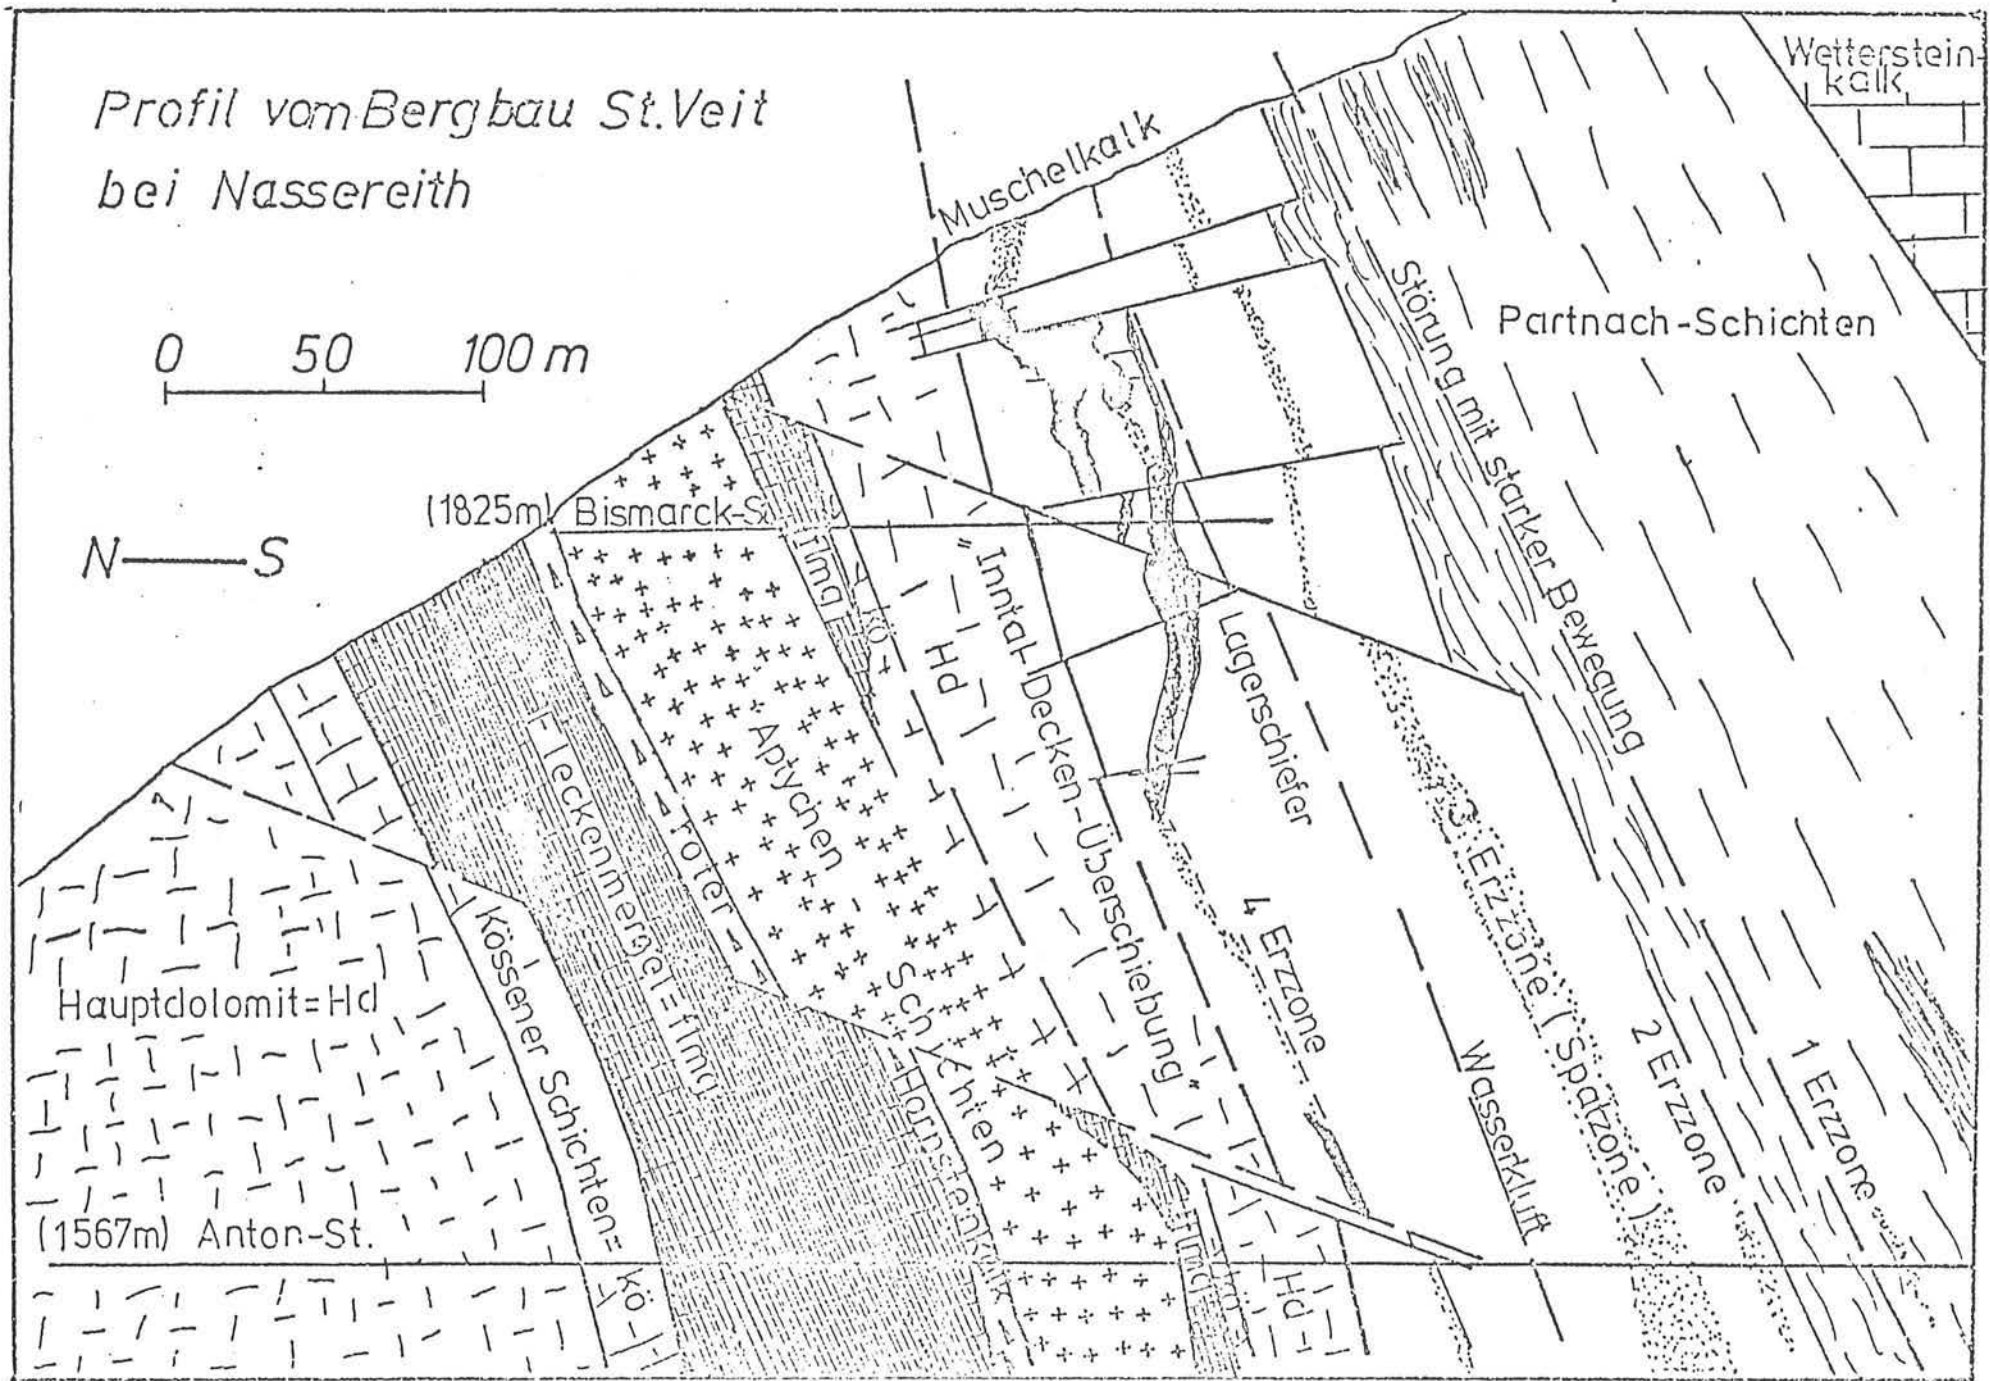 Profil vom Bergbau St. Veit
bei Nassereith
0 50 100 m
N S
Wetterstein-
kalk
Muschelkalk
Partnach-Schichten
Störung mit starker Bewegung
(1825m) Bismarck-S
flmg
kö
Hd
"Inntal-Decken-Überschiebung"
Lagerschiefer
Fleckenmergel=flmg
roter
Hornsteinkalk
Aptychen-Schichten
4 Erzzone
3 Erzzone (Spatzone)
2 Erzzone
1 Erzzone
Wasserkluft
Hauptdolomit=Hd
Kössener Schichten=
kö
(1567m) Anton-St.
flmg
Hd